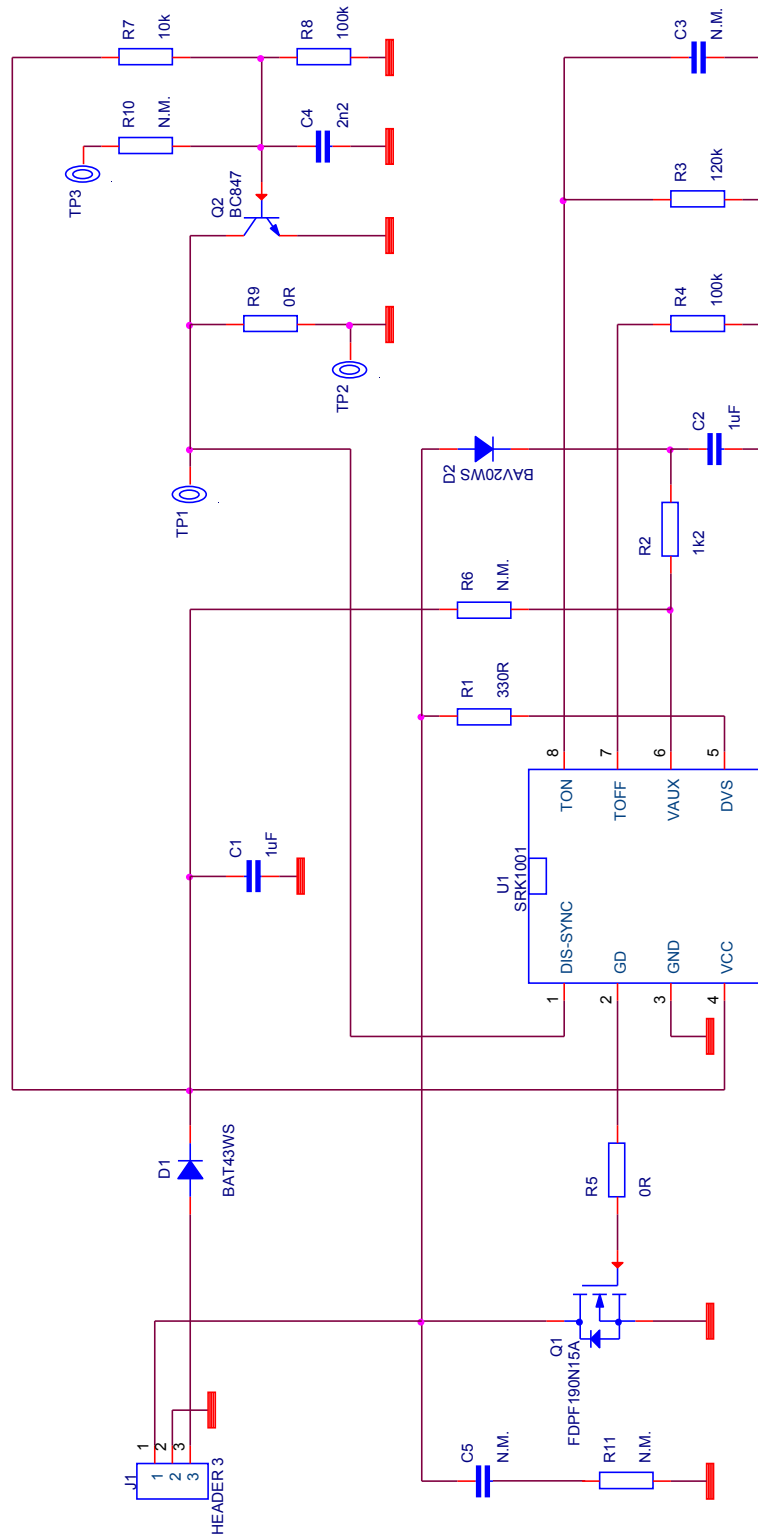 R7
10k
R8
100k
R10
N.M.
C4
2n2
TP3
Q2
BC847
R9
0R
TP2
TP1
C3
N.M.
R3
120k
R4
100k
D2
BAV20WS
C2
1uF
R2
1k2
R6
N.M.
R1
330R
C1
1uF
U1
SRK1001
8
TON
7
TOFF
6
VAUX
5
DVS
1
DIS-SYNC
2
GD
3
GND
4
VCC
D1
BAT43WS
R5
0R
Q1
FDPF190N15A
J1
HEADER 3
1
1
2
2
3
3
C5
N.M.
R11
N.M.